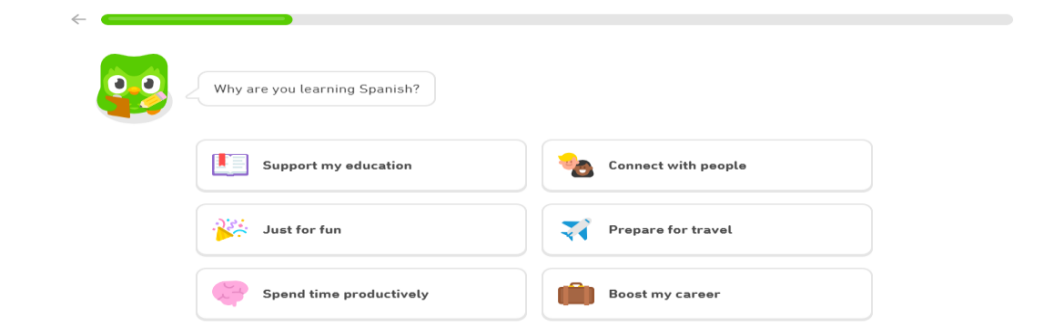 Why are you learning Spanish?
Support my education
Connect with people
Just for fun
Prepare for travel
Spend time productively
Boost my career